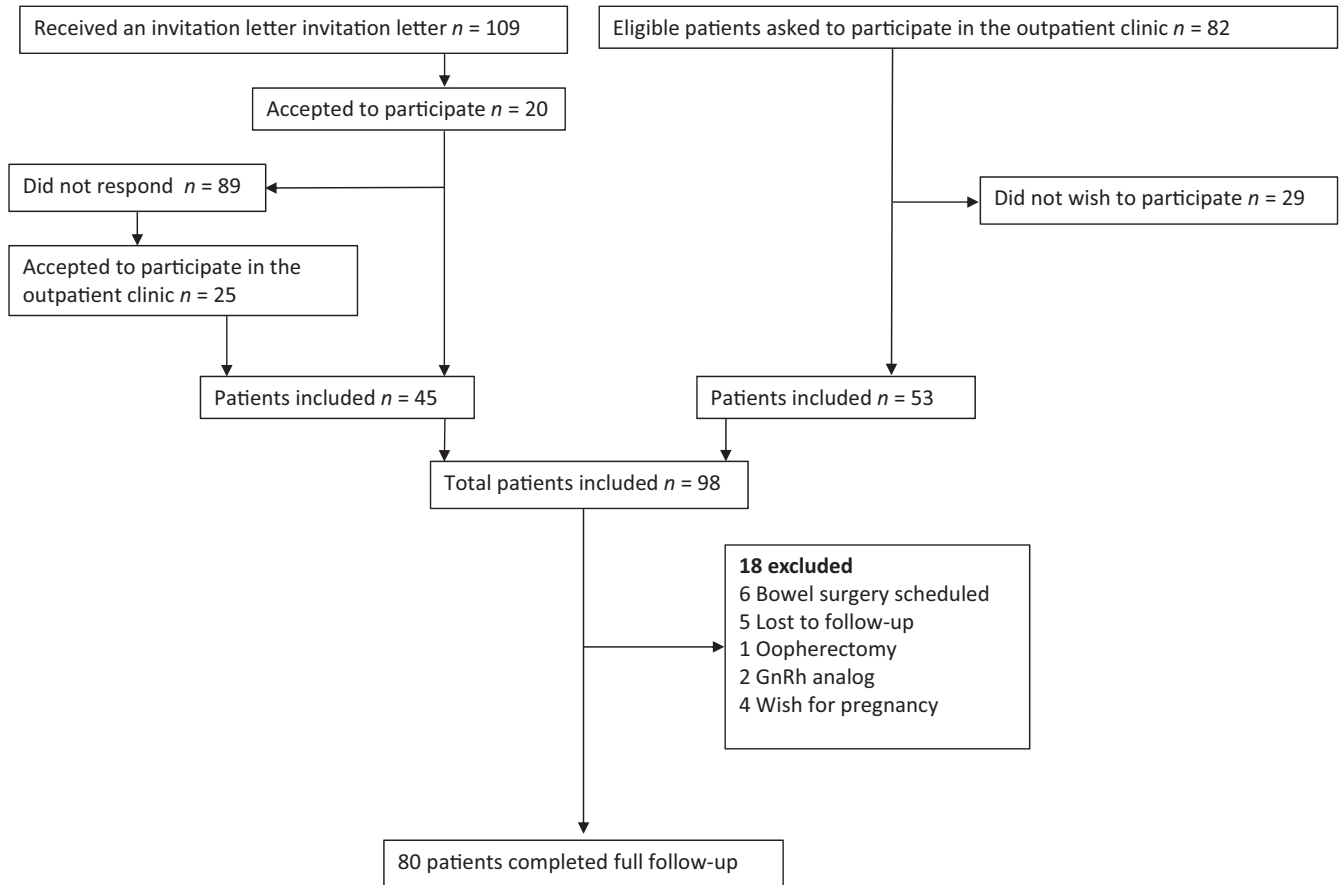 Received an invitation letter invitation letter n = 109
Eligible patients asked to participate in the outpatient clinic n = 82
Accepted to participate n = 20
Did not respond n = 89
Did not wish to participate n = 29
Accepted to participate in the
outpatient clinic n = 25
Patients included n = 45
Patients included n = 53
Total patients included n = 98
18 excluded
6 Bowel surgery scheduled
5 Lost to follow-up
1 Oopherectomy
2 GnRh analog
4 Wish for pregnancy
80 patients completed full follow-up